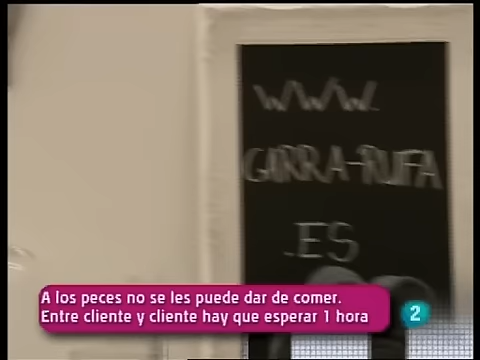 WWW.
GARRA-RUFA
.ES
A los peces no se les puede dar de comer.
Entre cliente y cliente hay que esperar 1 hora
2